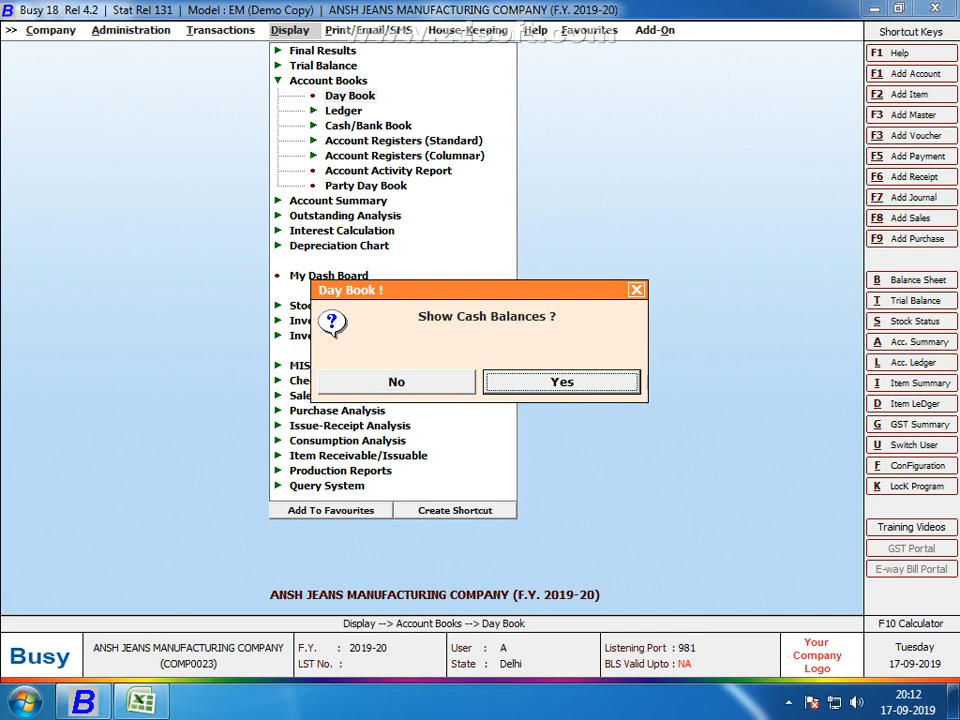 Busy 18 Rel 4.2 | Stat Rel 131 | Model : EM (Demo Copy) | ANSH JEANS MANUFACTURING COMPANY (F.Y. 2019-20)
>> Company Administration Transactions Display Print/Email/SMS House-Keeping Help Favourites Add-On
Shortcut Keys
Final Results
Trial Balance
Account Books
Day Book
Ledger
Cash/Bank Book
Account Registers (Standard)
Account Registers (Columnar)
Account Activity Report
Party Day Book
Account Summary
Outstanding Analysis
Interest Calculation
Depreciation Chart
My Dash Board
Sto
Inv
Inv
MIS
Che
Sale
Purchase Analysis
Issue-Receipt Analysis
Consumption Analysis
Item Receivable/Issuable
Production Reports
Query System
Add To Favourites Create Shortcut
Day Book !
Show Cash Balances ?
No Yes
F1 Help
F1 Add Account
F2 Add Item
F3 Add Master
F3 Add Voucher
F5 Add Payment
F6 Add Receipt
F7 Add Journal
F8 Add Sales
F9 Add Purchase
B Balance Sheet
T Trial Balance
S Stock Status
A Acc. Summary
L Acc. Ledger
I Item Summary
D Item LeDger
G GST Summary
U Switch User
F ConFiguration
K LocK Program
Training Videos
GST Portal
E-way Bill Portal
ANSH JEANS MANUFACTURING COMPANY (F.Y. 2019-20)
Display --> Account Books --> Day Book
F10 Calculator
Busy
ANSH JEANS MANUFACTURING COMPANY
(COMP0023)
F.Y. : 2019-20
LST No. :
User : A
State : Delhi
Listening Port : 981
BLS Valid Upto : NA
Your
Company
Logo
Tuesday
17-09-2019
20:12
17-09-2019